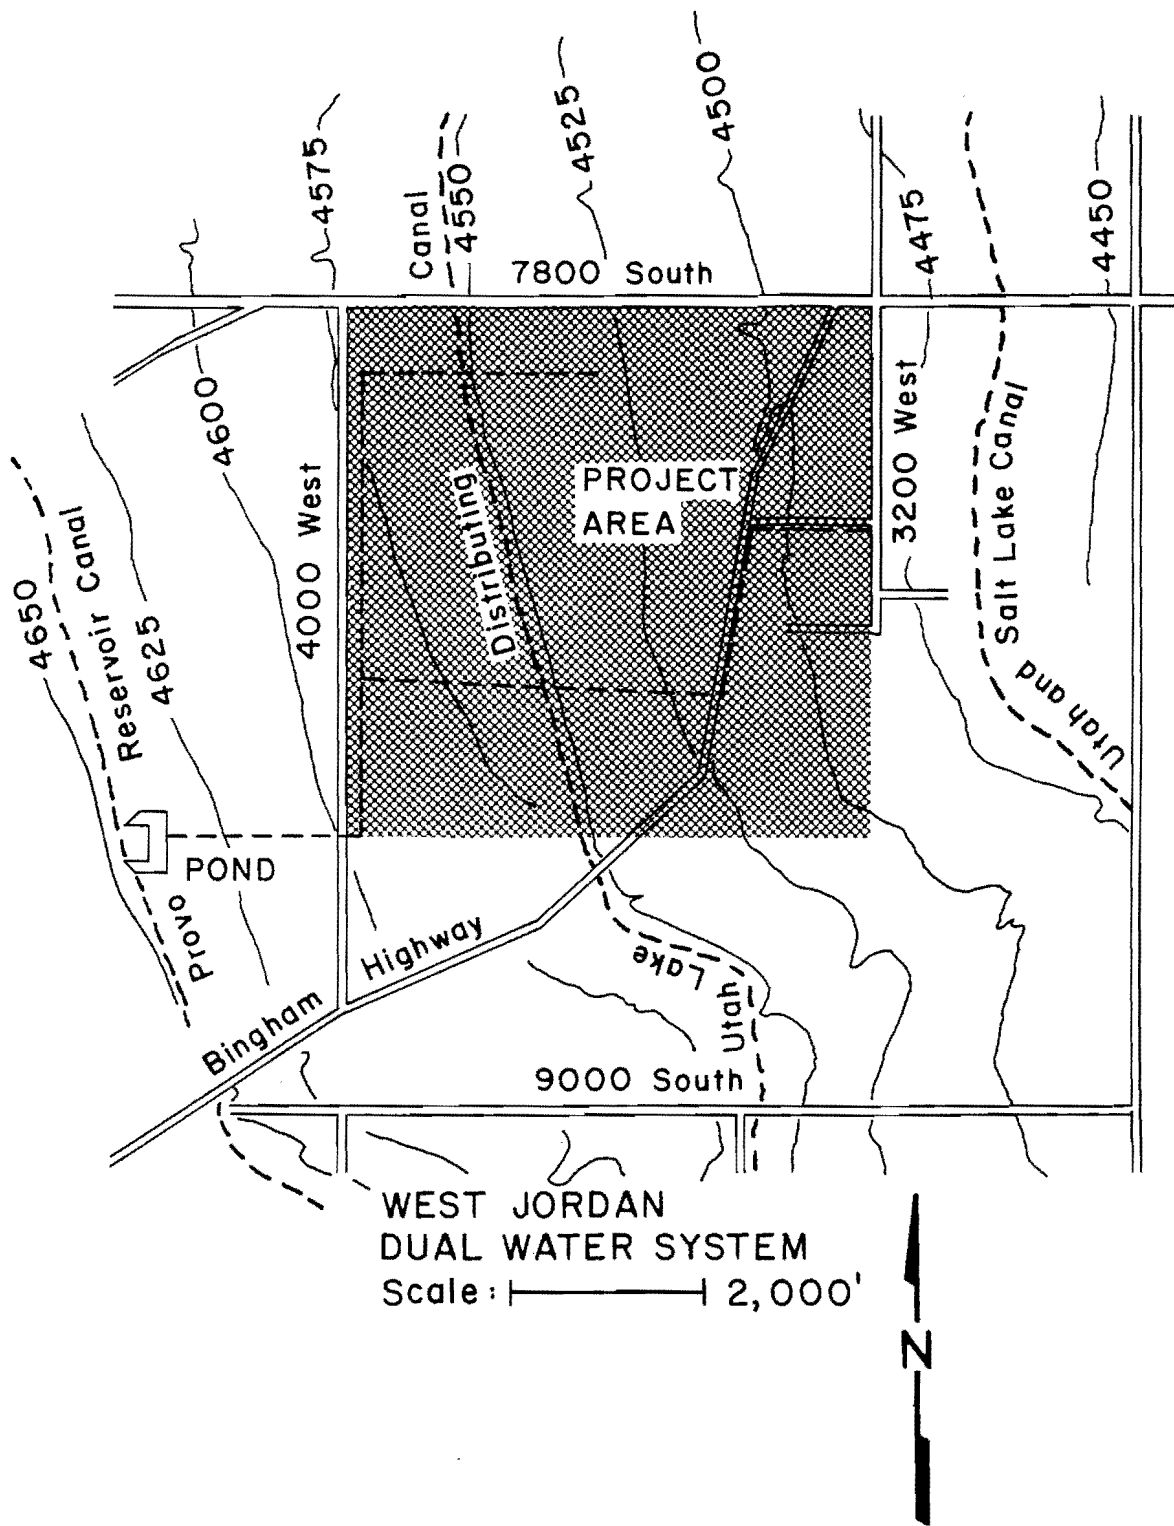 4500
4525
4575
Canal
4550
4475
4450
7800 South
4600
3200 West
PROJECT
AREA
Distributing
4000 West
Reservoir Canal
4650
4625
Salt Lake Canal
Utah and
POND
Provo
Highway
Lake
Utah
Bingham
9000 South
WEST JORDAN
DUAL WATER SYSTEM
Scale: 2,000'
N